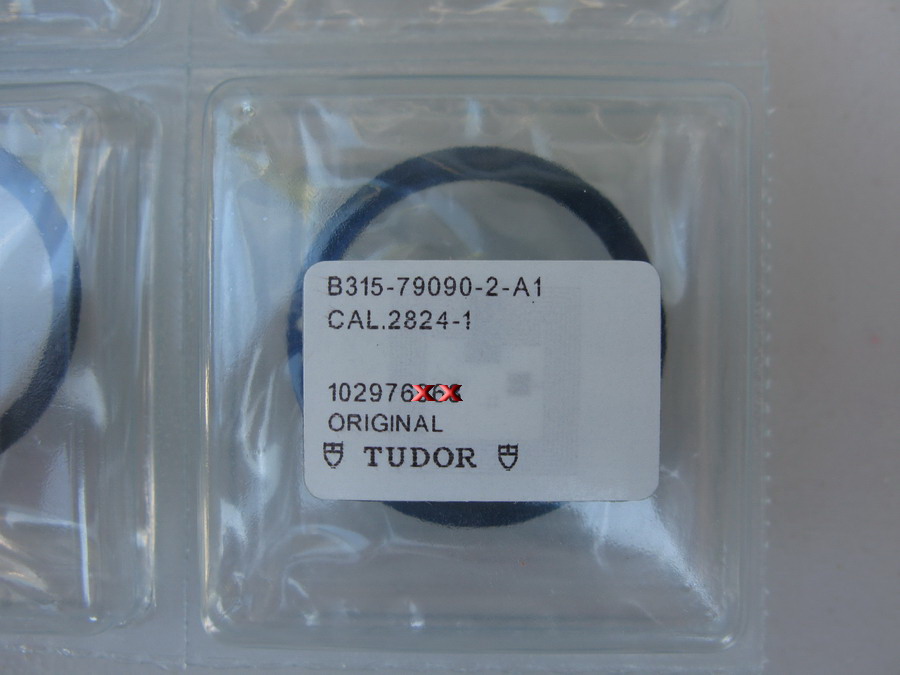 B315-79090-2-A1
CAL.2824-1
102976
ORIGINAL
TUDOR